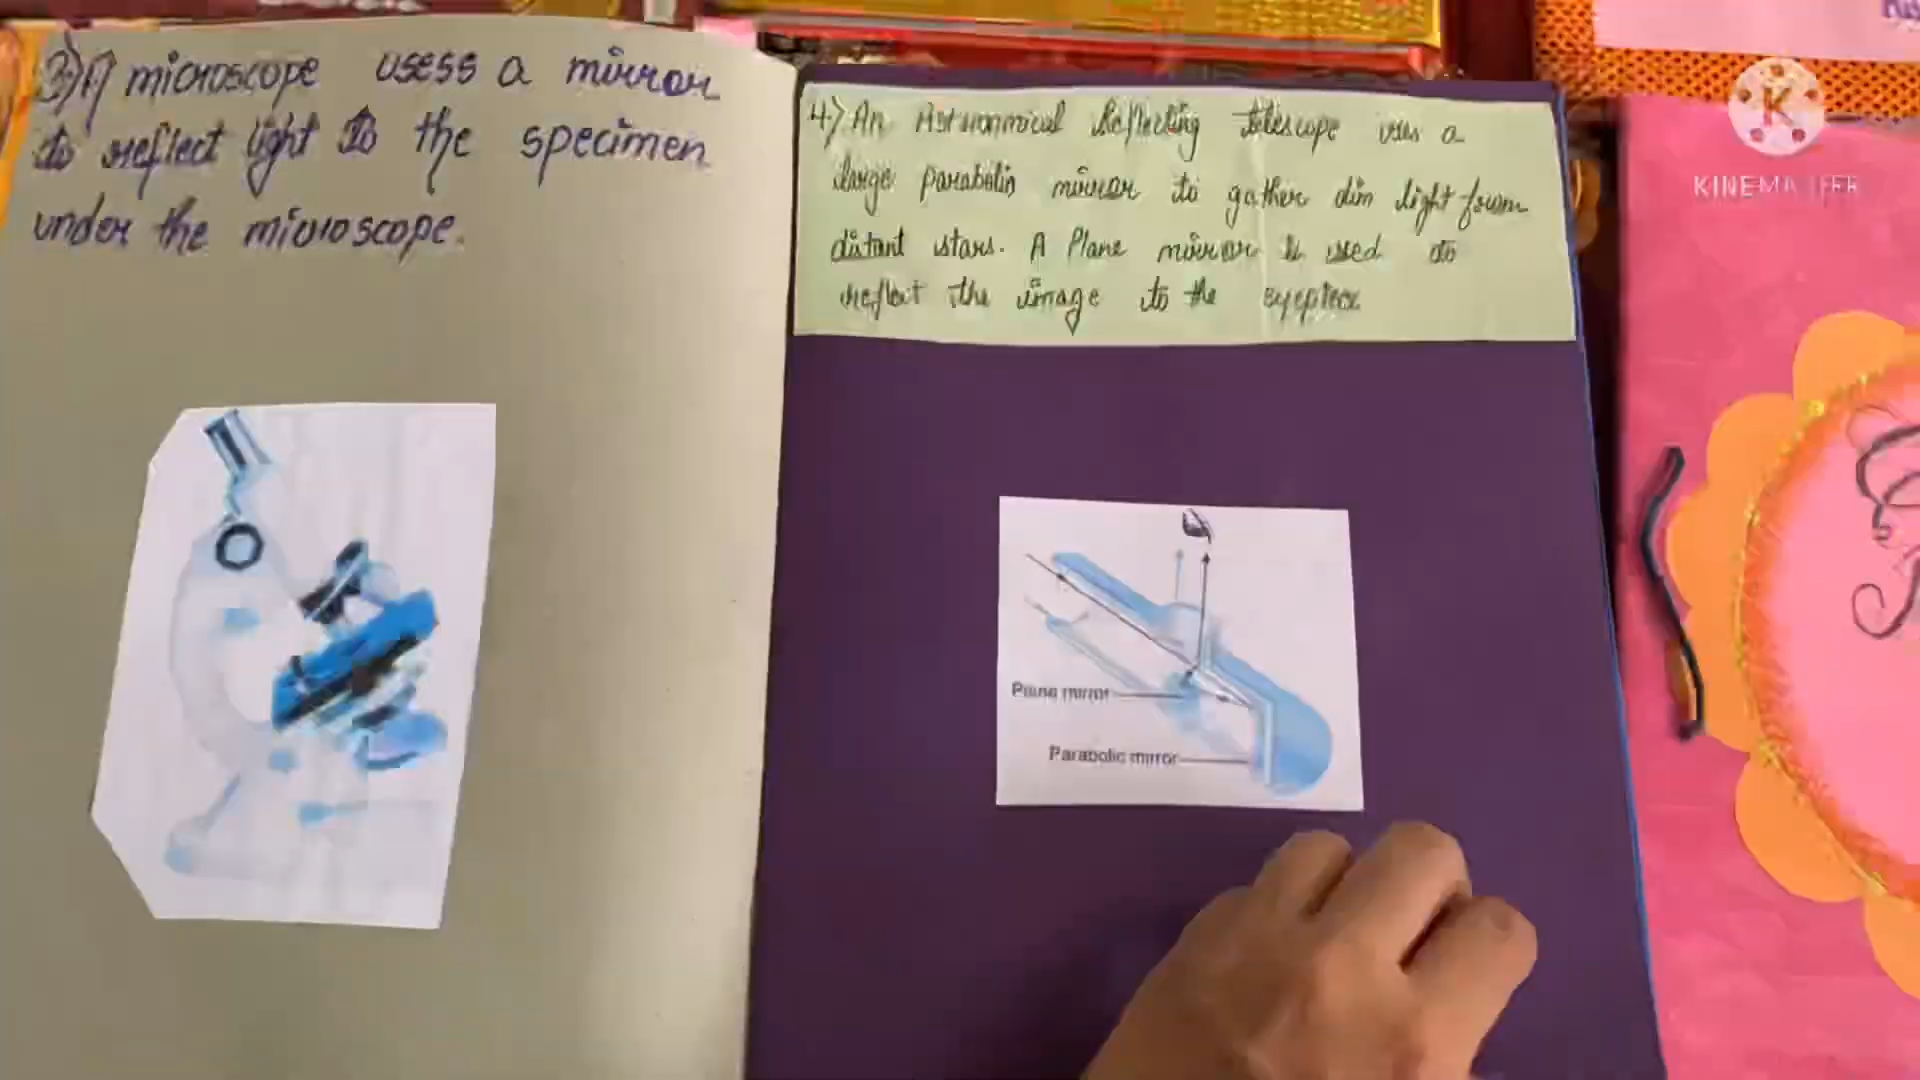 3) A microscope usess a mirror
to reflect light to the specimen
under the microscope.
4) An Astronmical Reflecting telescope uses a
large parabolic mirror to gather dim light from
distant stars. A Plane mirror is used to
reflect the image to the eyepiece
Plane mirror
Parabolic mirror
KINEMASTER